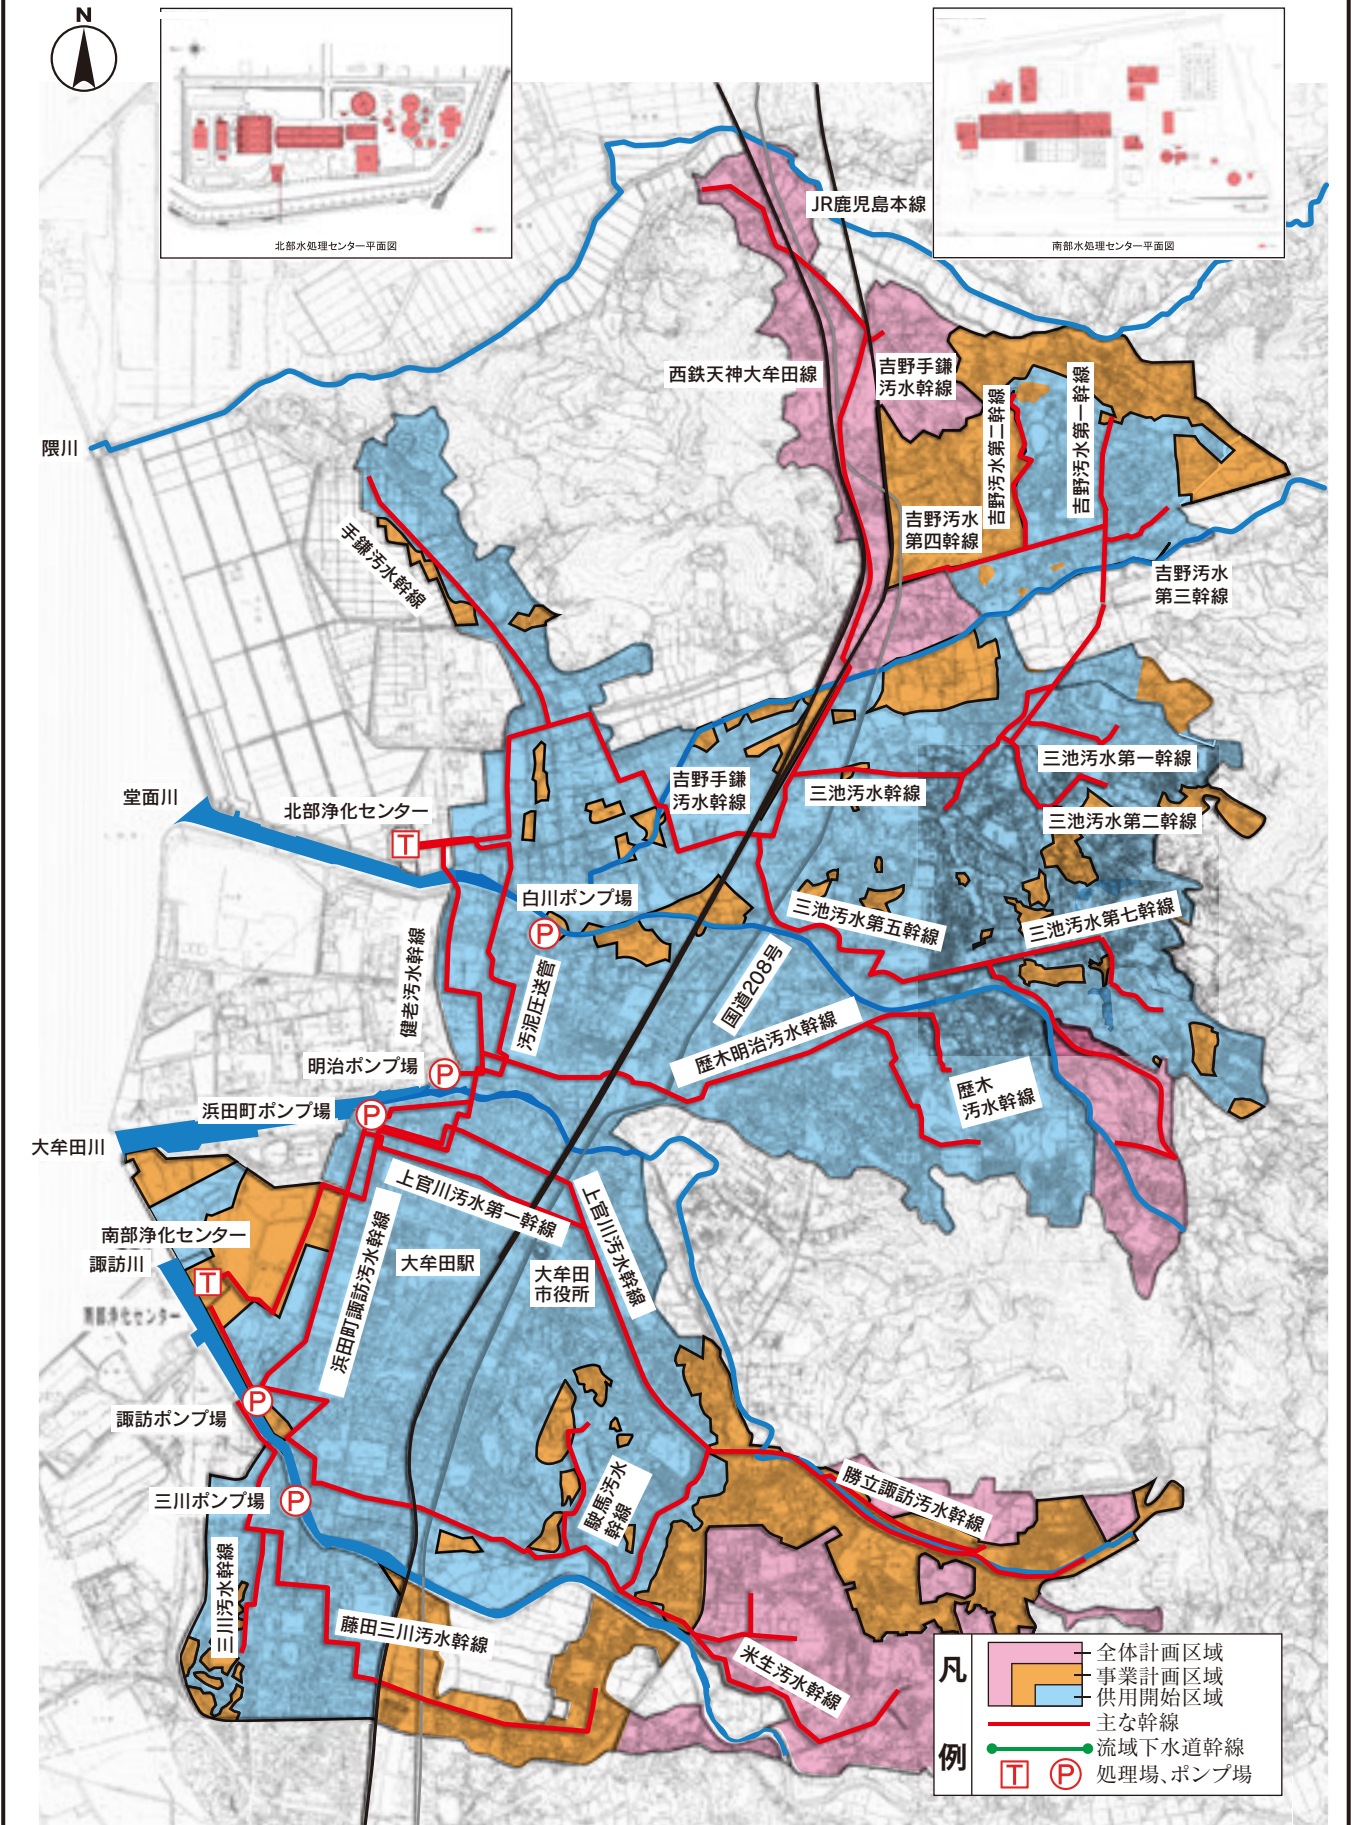 N
北部水処理センター平面図
南部水処理センター平面図
JR鹿児島本線
西鉄天神大牟田線
吉野手鎌
汚水幹線
吉野汚水第二幹線
吉野汚水第一幹線
隈川
吉野汚水
第四幹線
手鎌汚水幹線
吉野汚水
第三幹線
三池汚水第一幹線
吉野手鎌
汚水幹線
三池汚水幹線
堂面川
北部浄化センター
三池汚水第二幹線
T
白川ポンプ場
P
三池汚水第五幹線
三池汚水第七幹線
健老汚水幹線
汚泥圧送管
国道208号
歴木明治汚水幹線
明治ポンプ場
P
歴木
汚水幹線
浜田町ポンプ場
P
大牟田川
上官川汚水第一幹線
上官川汚水幹線
南部浄化センター
諏訪川
T
浜田町諏訪汚水幹線
大牟田駅
大牟田
市役所
南部浄化センター
P
諏訪ポンプ場
三川ポンプ場
P
駛馬汚水
幹線
勝立諏訪汚水幹線
三川汚水幹線
藤田三川汚水幹線
米生汚水幹線
凡例
全体計画区域
事業計画区域
供用開始区域
主な幹線
流域下水道幹線
T P 処理場、ポンプ場